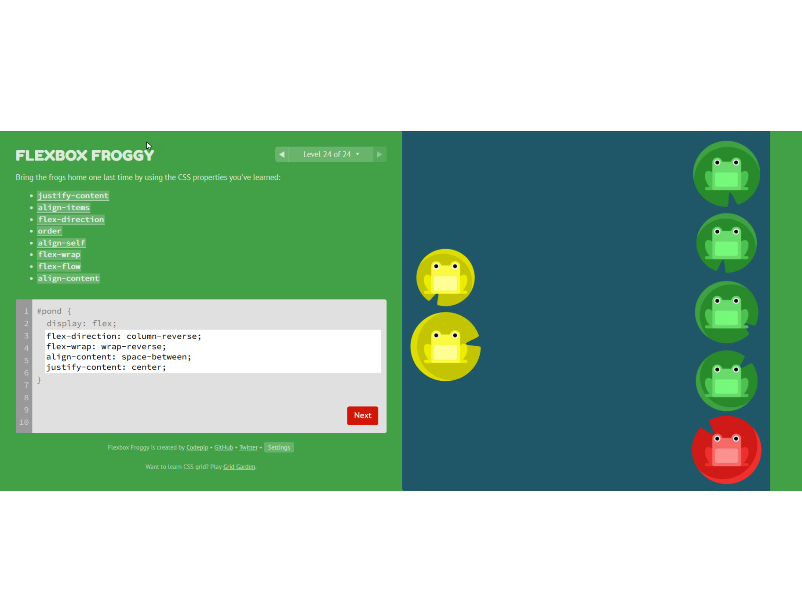 FLEXBOX FROGGY
◀ Level 24 of 24 ▾ ▶
Bring the frogs home one last time by using the CSS properties you've learned:
• justify-content
• align-items
• flex-direction
• order
• align-self
• flex-wrap
• flex-flow
• align-content
1 #pond {
2 display: flex;
3 flex-direction: column-reverse;
4 flex-wrap: wrap-reverse;
5 align-content: space-between;
6 justify-content: center;
7 }
8
9
10
Next
Flexbox Froggy is created by Codepip • GitHub • Twitter • Settings
Want to learn CSS grid? Play Grid Garden.